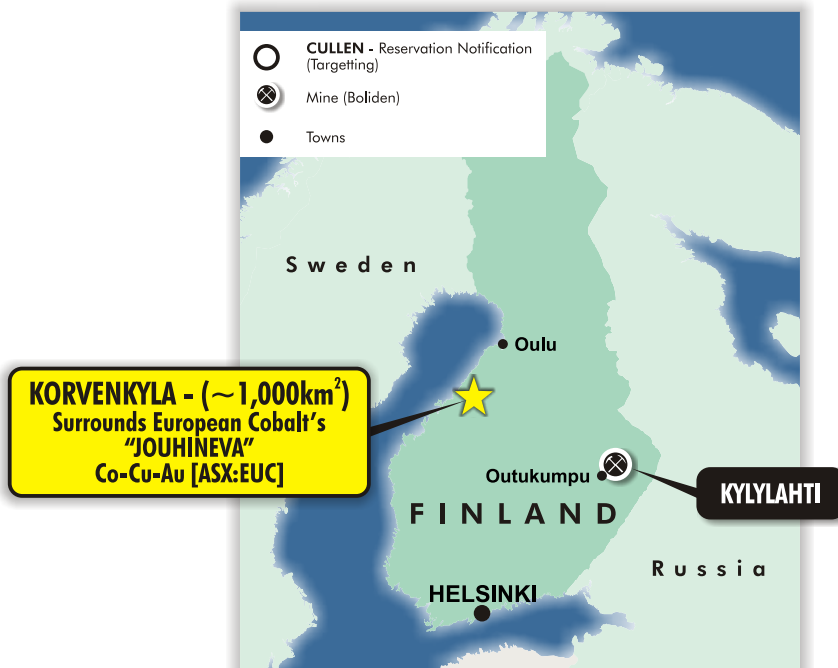 CULLEN - Reservation Notification
(Targetting)
Mine (Boliden)
Towns
Sweden
Oulu
KORVENKYLA - (~1,000km²)
Surrounds European Cobalt's
"JOUHINEVA"
Co-Cu-Au [ASX:EUC]
Outukumpu
KYLYLAHTI
FINLAND
Russia
HELSINKI